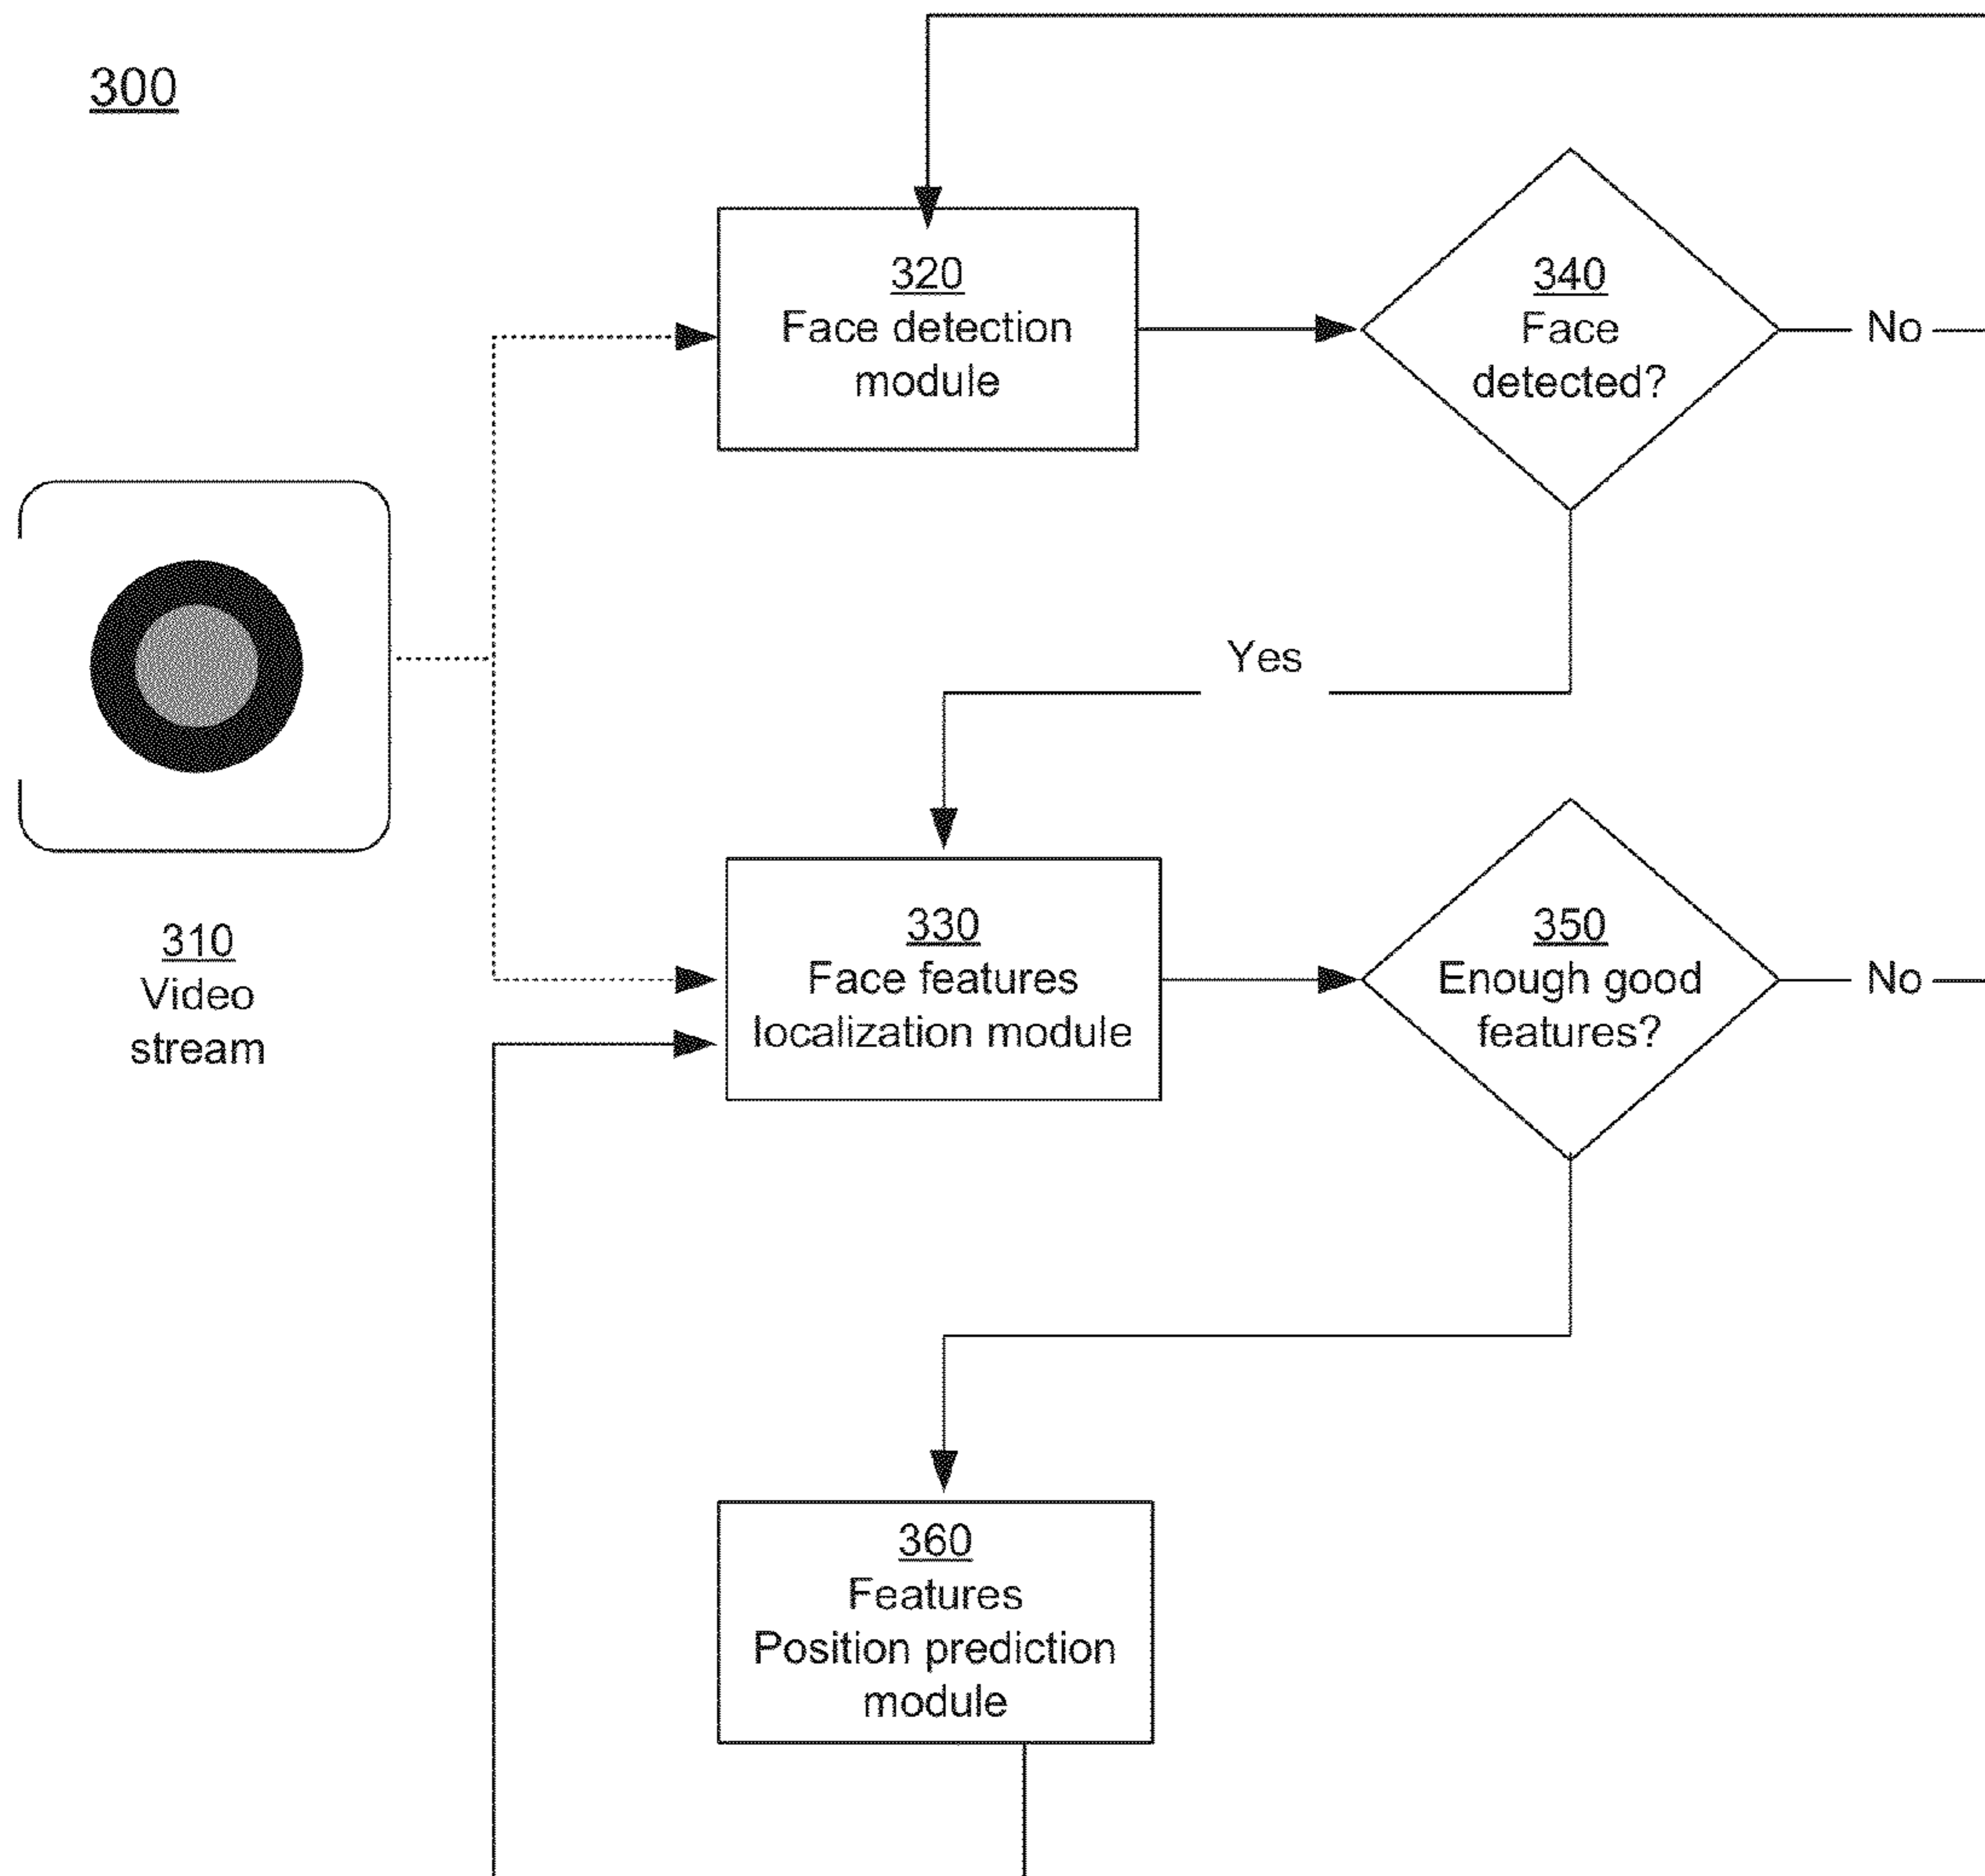 300
320
Face detection
module
340
Face
detected?
No
Yes
310
Video
stream
330
Face features
localization module
350
Enough good
features?
No
360
Features
Position prediction
module